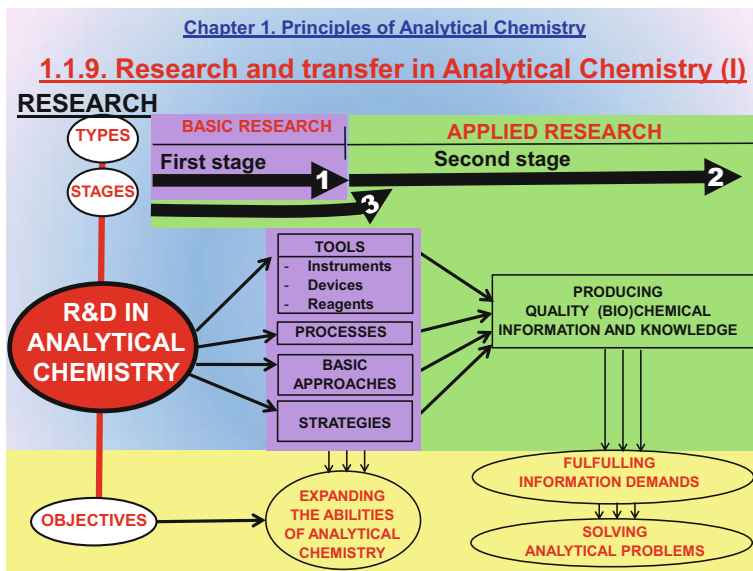 Chapter 1. Principles of Analytical Chemistry
1.1.9. Research and transfer in Analytical Chemistry (I)
RESEARCH
TYPES
BASIC RESEARCH
APPLIED RESEARCH
First stage
Second stage
1
2
STAGES
3
TOOLS
- Instruments
- Devices
- Reagents
PROCESSES
BASIC
APPROACHES
STRATEGIES
R&D IN
ANALYTICAL
CHEMISTRY
PRODUCING
QUALITY (BIO)CHEMICAL
INFORMATION AND KNOWLEDGE
OBJECTIVES
EXPANDING
THE ABILITIES
OF ANALYTICAL
CHEMISTRY
FULFULLING
INFORMATION DEMANDS
SOLVING
ANALYTICAL PROBLEMS